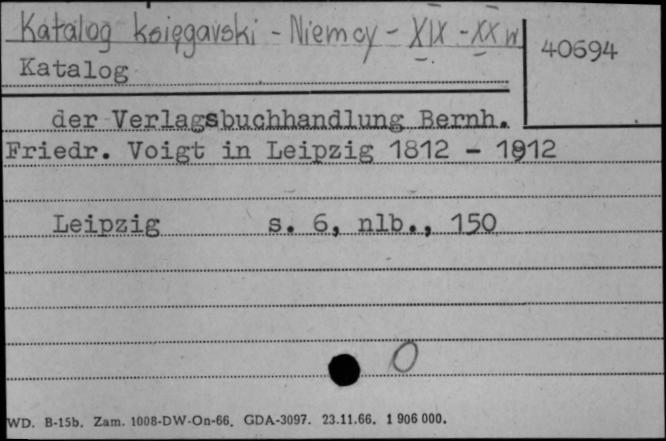 Katalog księgarski - Niemcy - XIX - XX w
40694
Katalog
der Verlagsbuchhandlung Bernh.
Friedr. Voigt in Leipzig 1812 - 1912
Leipzig s. 6, nlb., 150
0
WD. B-15b. Zam. 1008-DW-On-66. GDA-3097. 23.11.66. 1 906 000.